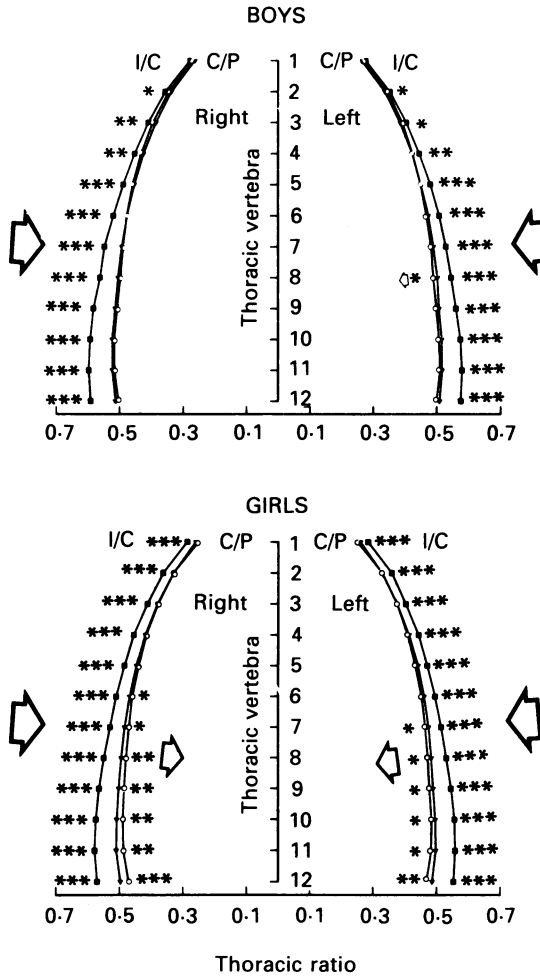 BOYS
I/C C/P 1 C/P I/C
* 2 *
** Right 3 Left *
** 4 **
*** 5 ***
*** 6 ***
*** 7 ***
*** 8 * ***
*** 9 ***
*** 10 ***
*** 11 ***
*** 12 ***
Thoracic vertebra
0·7 0·5 0·3 0·1 0·1 0·3 0·5 0·7
GIRLS
I/C *** C/P 1 C/P *** I/C
*** 2 ***
*** Right 3 Left ***
*** 4 ***
*** 5 ***
*** * 6 ***
*** * 7 * ***
*** ** 8 * ***
*** ** 9 * ***
*** ** 10 * ***
*** ** 11 * ***
*** *** 12 ** ***
Thoracic vertebra
0·7 0·5 0·3 0·1 0·1 0·3 0·5 0·7
Thoracic ratio